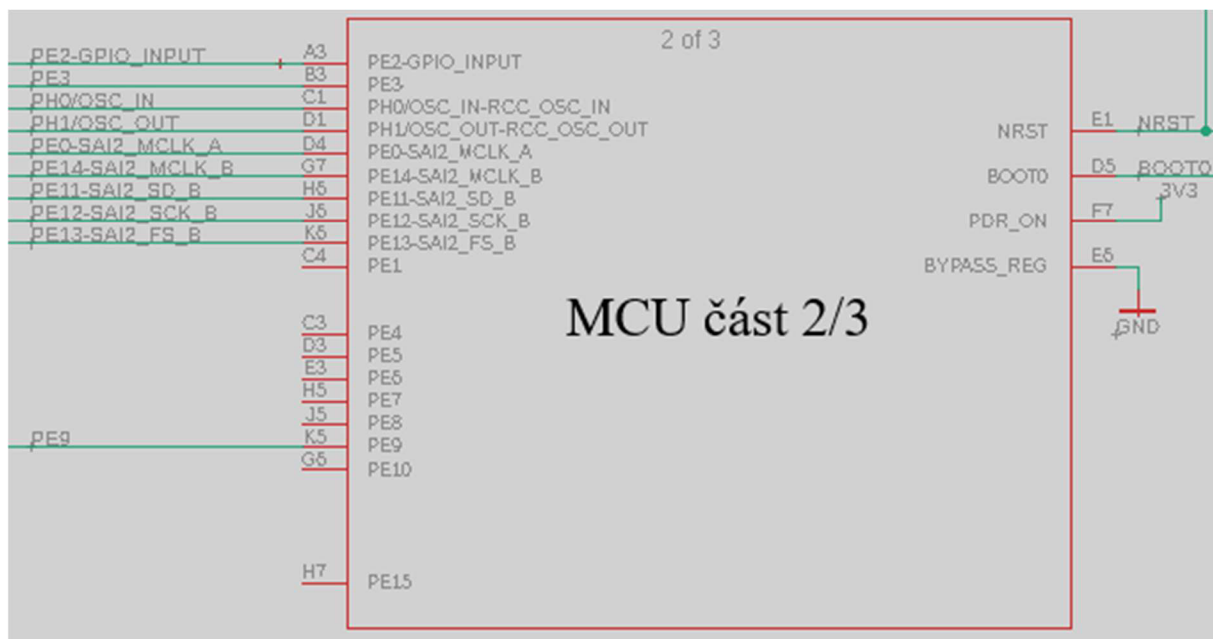 2 of 3
PE2-GPIO_INPUT A3 PE2-GPIO_INPUT
PE3 B3 PE3
PH0/OSC_IN C1 PH0/OSC_IN-RCC_OSC_IN
PH1/OSC_OUT D1 PH1/OSC_OUT-RCC_OSC_OUT NRST E1 NRST
PE0-SAI2_MCLK_A D4 PE0-SAI2_MCLK_A
PE14-SAI2_MCLK_B G7 PE14-SAI2_MCLK_B BOOT0 D5 BOOT0
PE11-SAI2_SD_B H6 PE11-SAI2_SD_B 3V3
PE12-SAI2_SCK_B J6 PE12-SAI2_SCK_B PDR_ON F7
PE13-SAI2_FS_B K6 PE13-SAI2_FS_B
C4 PE1 BYPASS_REG E6
MCU část 2/3
GND
C3 PE4
D3 PE5
E3 PE6
H5 PE7
J5 PE8
PE9 K5 PE9
G6 PE10
H7 PE15